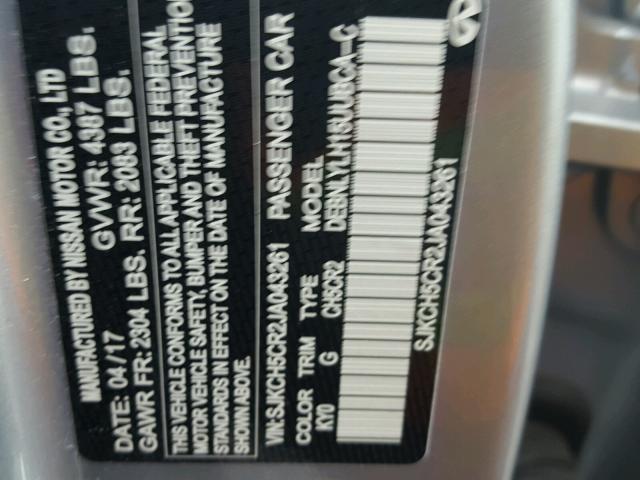 MANUFACTURED BY NISSAN MOTOR CO., LTD
DATE: 04/17 GVWR: 4387 LBS.
GAWR FR: 2304 LBS. RR: 2083 LBS.
THIS VEHICLE CONFORMS TO ALL APPLICABLE FEDERAL
MOTOR VEHICLE SAFETY, BUMPER AND THEFT PREVENTION
STANDARDS IN EFFECT ON THE DATE OF MANUFACTURE
SHOWN ABOVE.
VIN: SJKCH5CR2JA043261 PASSENGER CAR
COLOR TRIM TYPE MODEL
KY0 G CH5CR2 DEBNLYLH15UUBCA-C
SJKCH5CR2JA043261